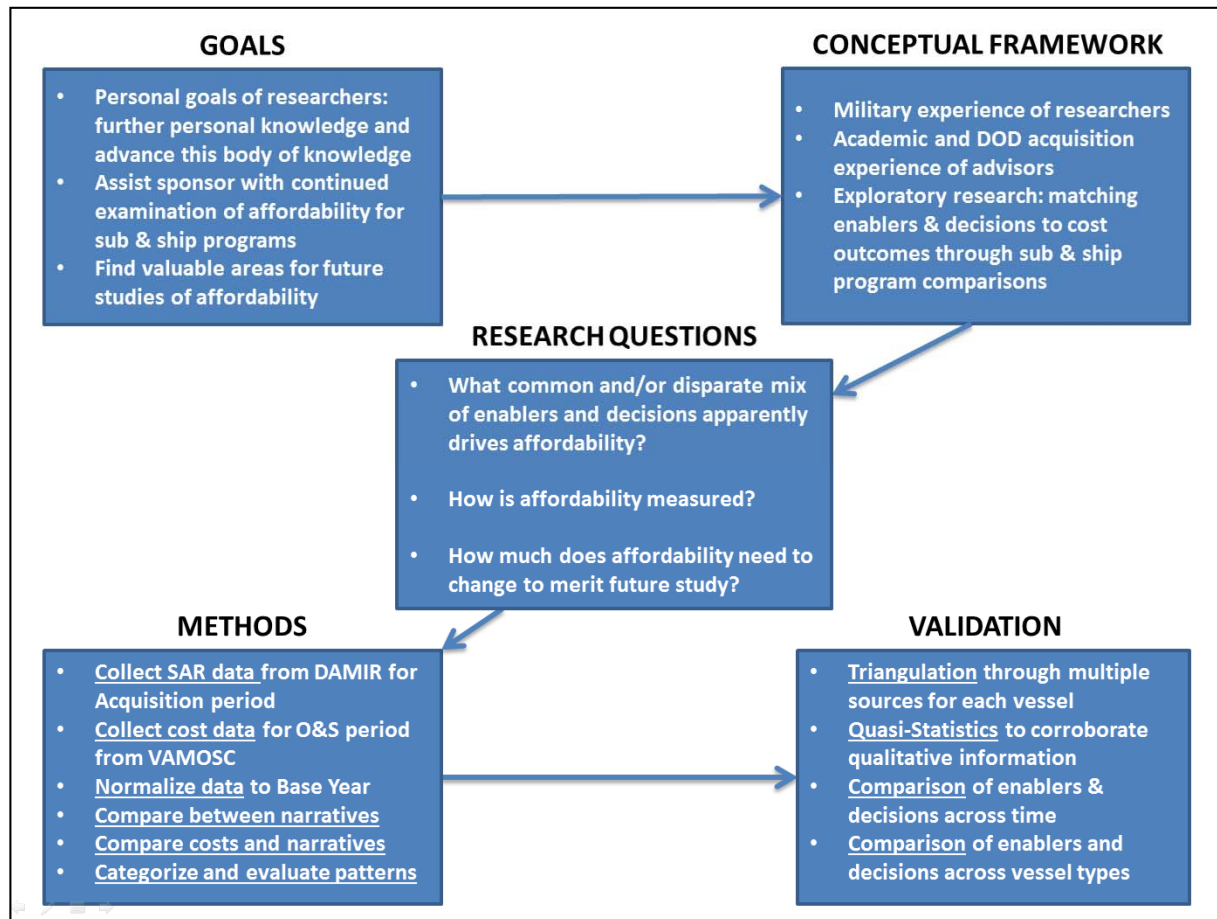 GOALS
• Personal goals of researchers:
further personal knowledge and
advance this body of knowledge
• Assist sponsor with continued
examination of affordability for
sub & ship programs
• Find valuable areas for future
studies of affordability
CONCEPTUAL FRAMEWORK
• Military experience of researchers
• Academic and DOD acquisition
experience of advisors
• Exploratory research: matching
enablers & decisions to cost
outcomes through sub & ship
program comparisons
RESEARCH QUESTIONS
• What common and/or disparate mix
of enablers and decisions apparently
drives affordability?
• How is affordability measured?
• How much does affordability need to
change to merit future study?
METHODS
• Collect SAR data from DAMIR for
Acquisition period
• Collect cost data for O&S period
from VAMOSC
• Normalize data to Base Year
• Compare between narratives
• Compare costs and narratives
• Categorize and evaluate patterns
VALIDATION
• Triangulation through multiple
sources for each vessel
• Quasi-Statistics to corroborate
qualitative information
• Comparison of enablers &
decisions across time
• Comparison of enablers and
decisions across vessel types